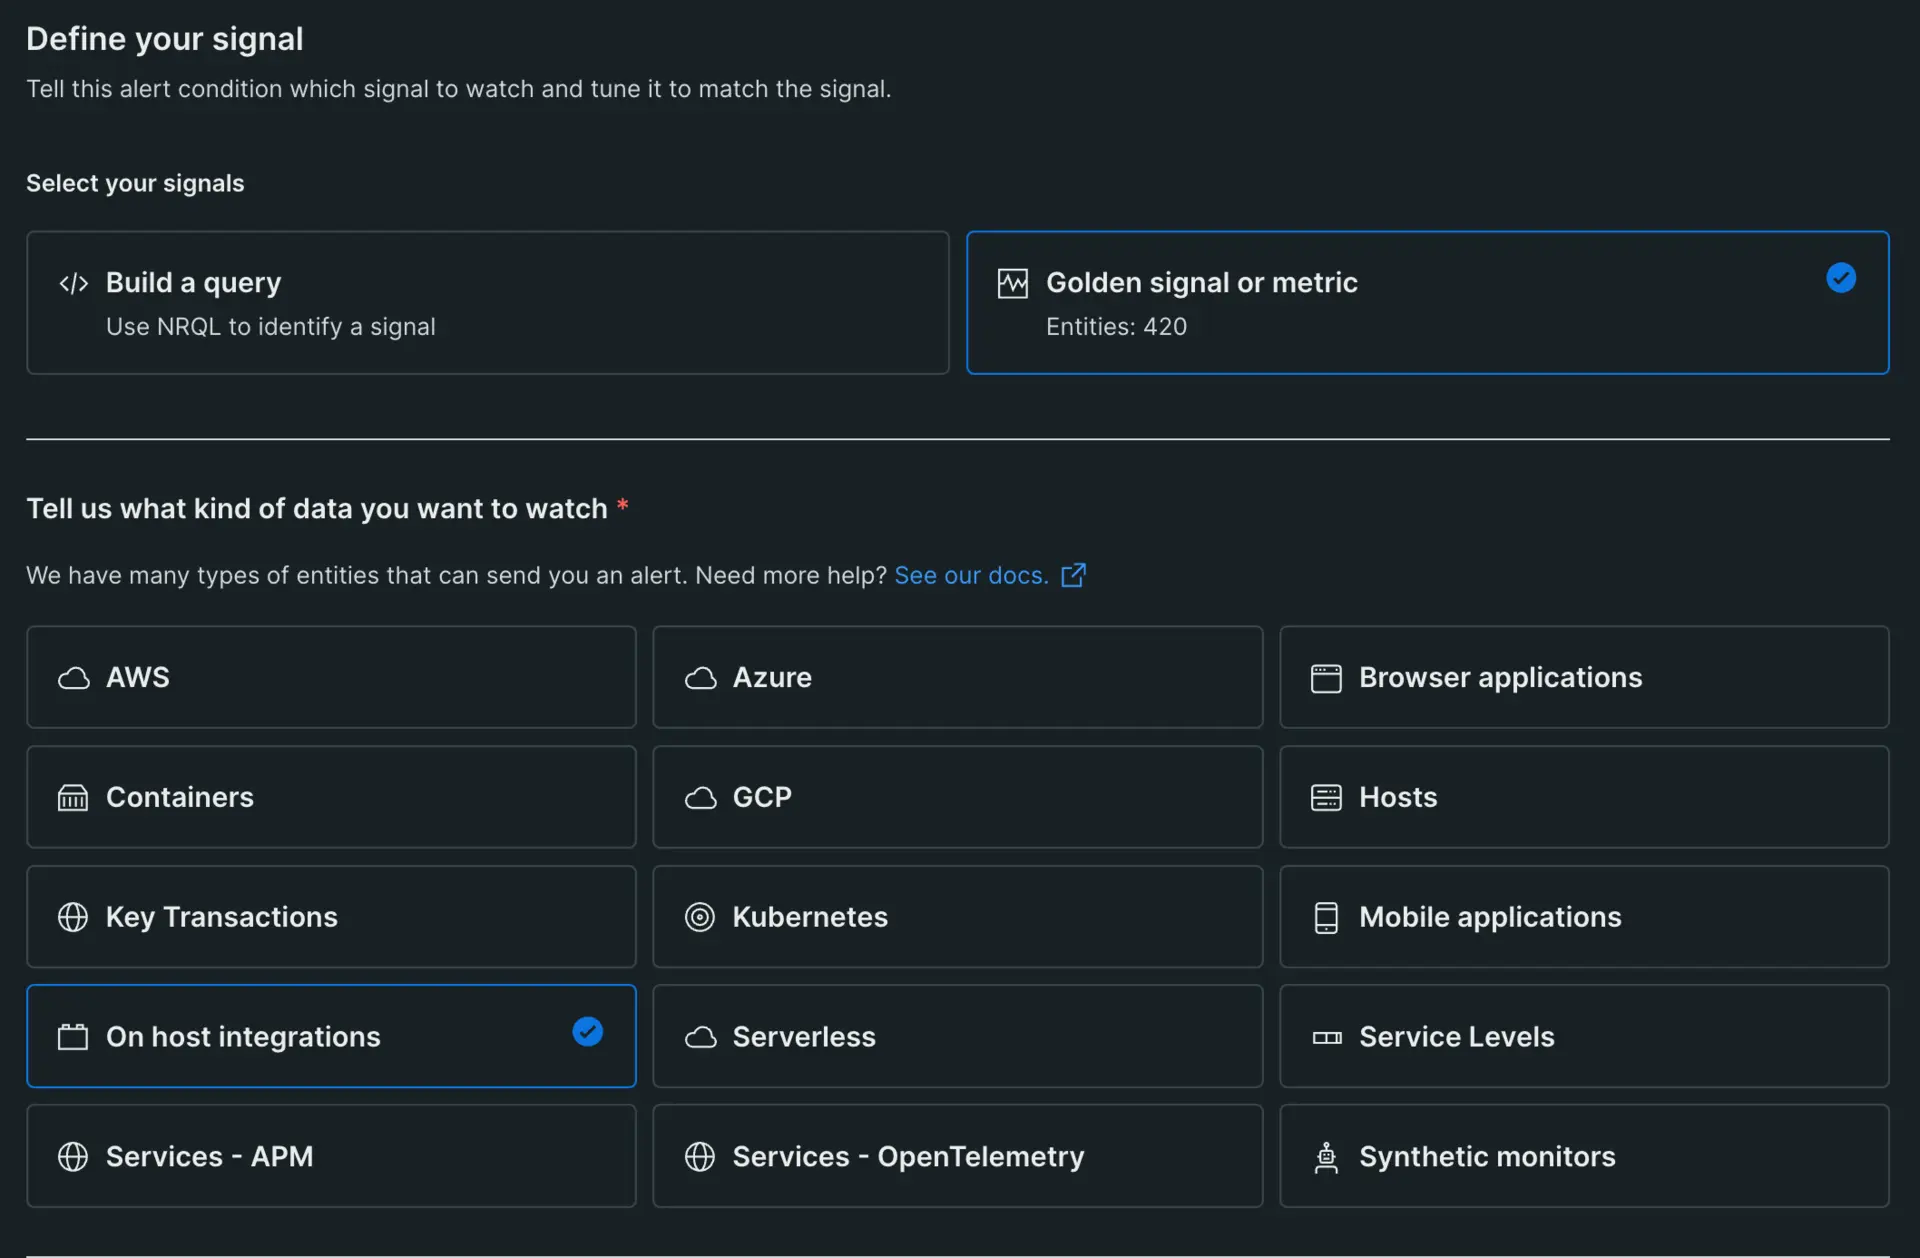 Define your signal
Tell this alert condition which signal to watch and tune it to match the signal.
Select your signals
Build a query
Use NRQL to identify a signal
Golden signal or metric
Entities: 420
Tell us what kind of data you want to watch *
We have many types of entities that can send you an alert. Need more help? See our docs.
AWS
Azure
Browser applications
Containers
GCP
Hosts
Key Transactions
Kubernetes
Mobile applications
On host integrations
Serverless
Service Levels
Services - APM
Services - OpenTelemetry
Synthetic monitors